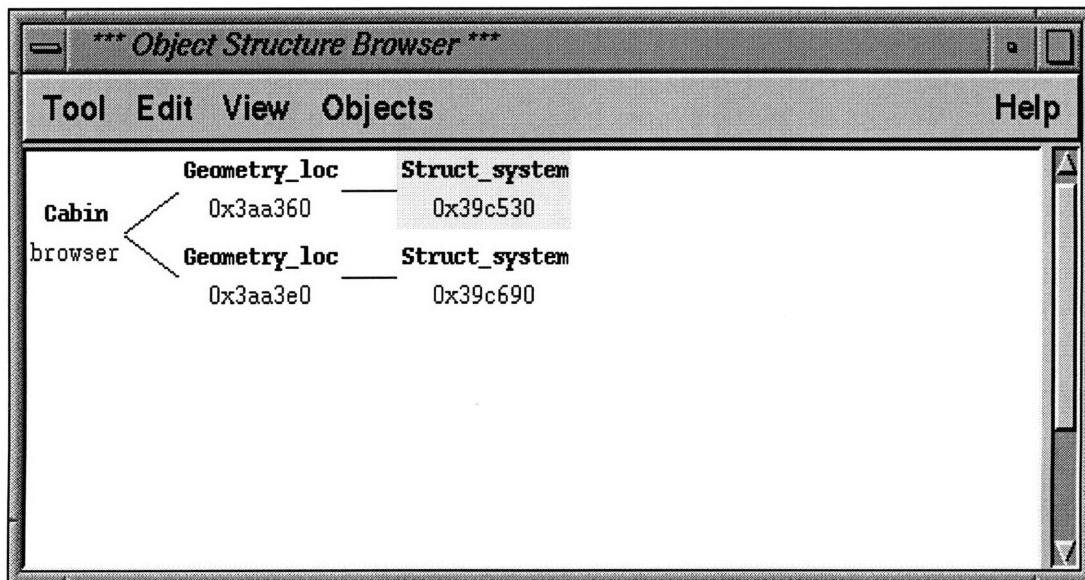 *** Object Structure Browser ***
Tool Edit View Objects Help
Geometry_loc Struct_system
0x3aa360 0x39c530
Cabin
browser
Geometry_loc Struct_system
0x3aa3e0 0x39c690